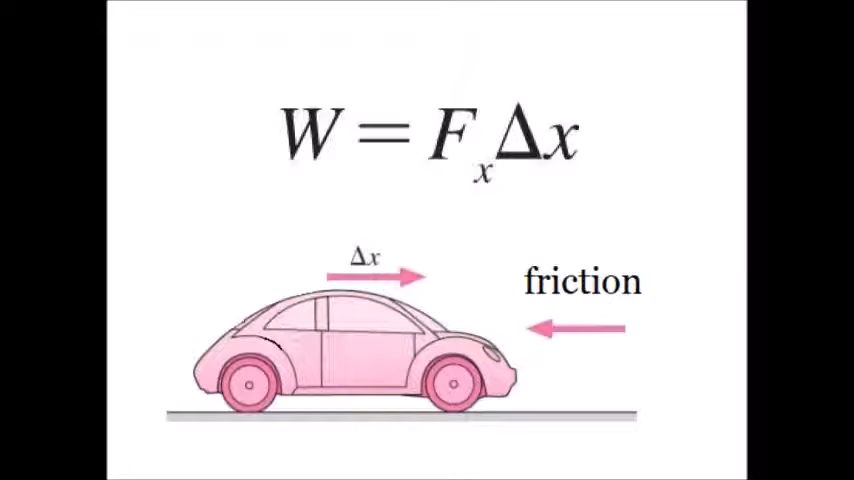 W = FₓΔx
Δx
friction